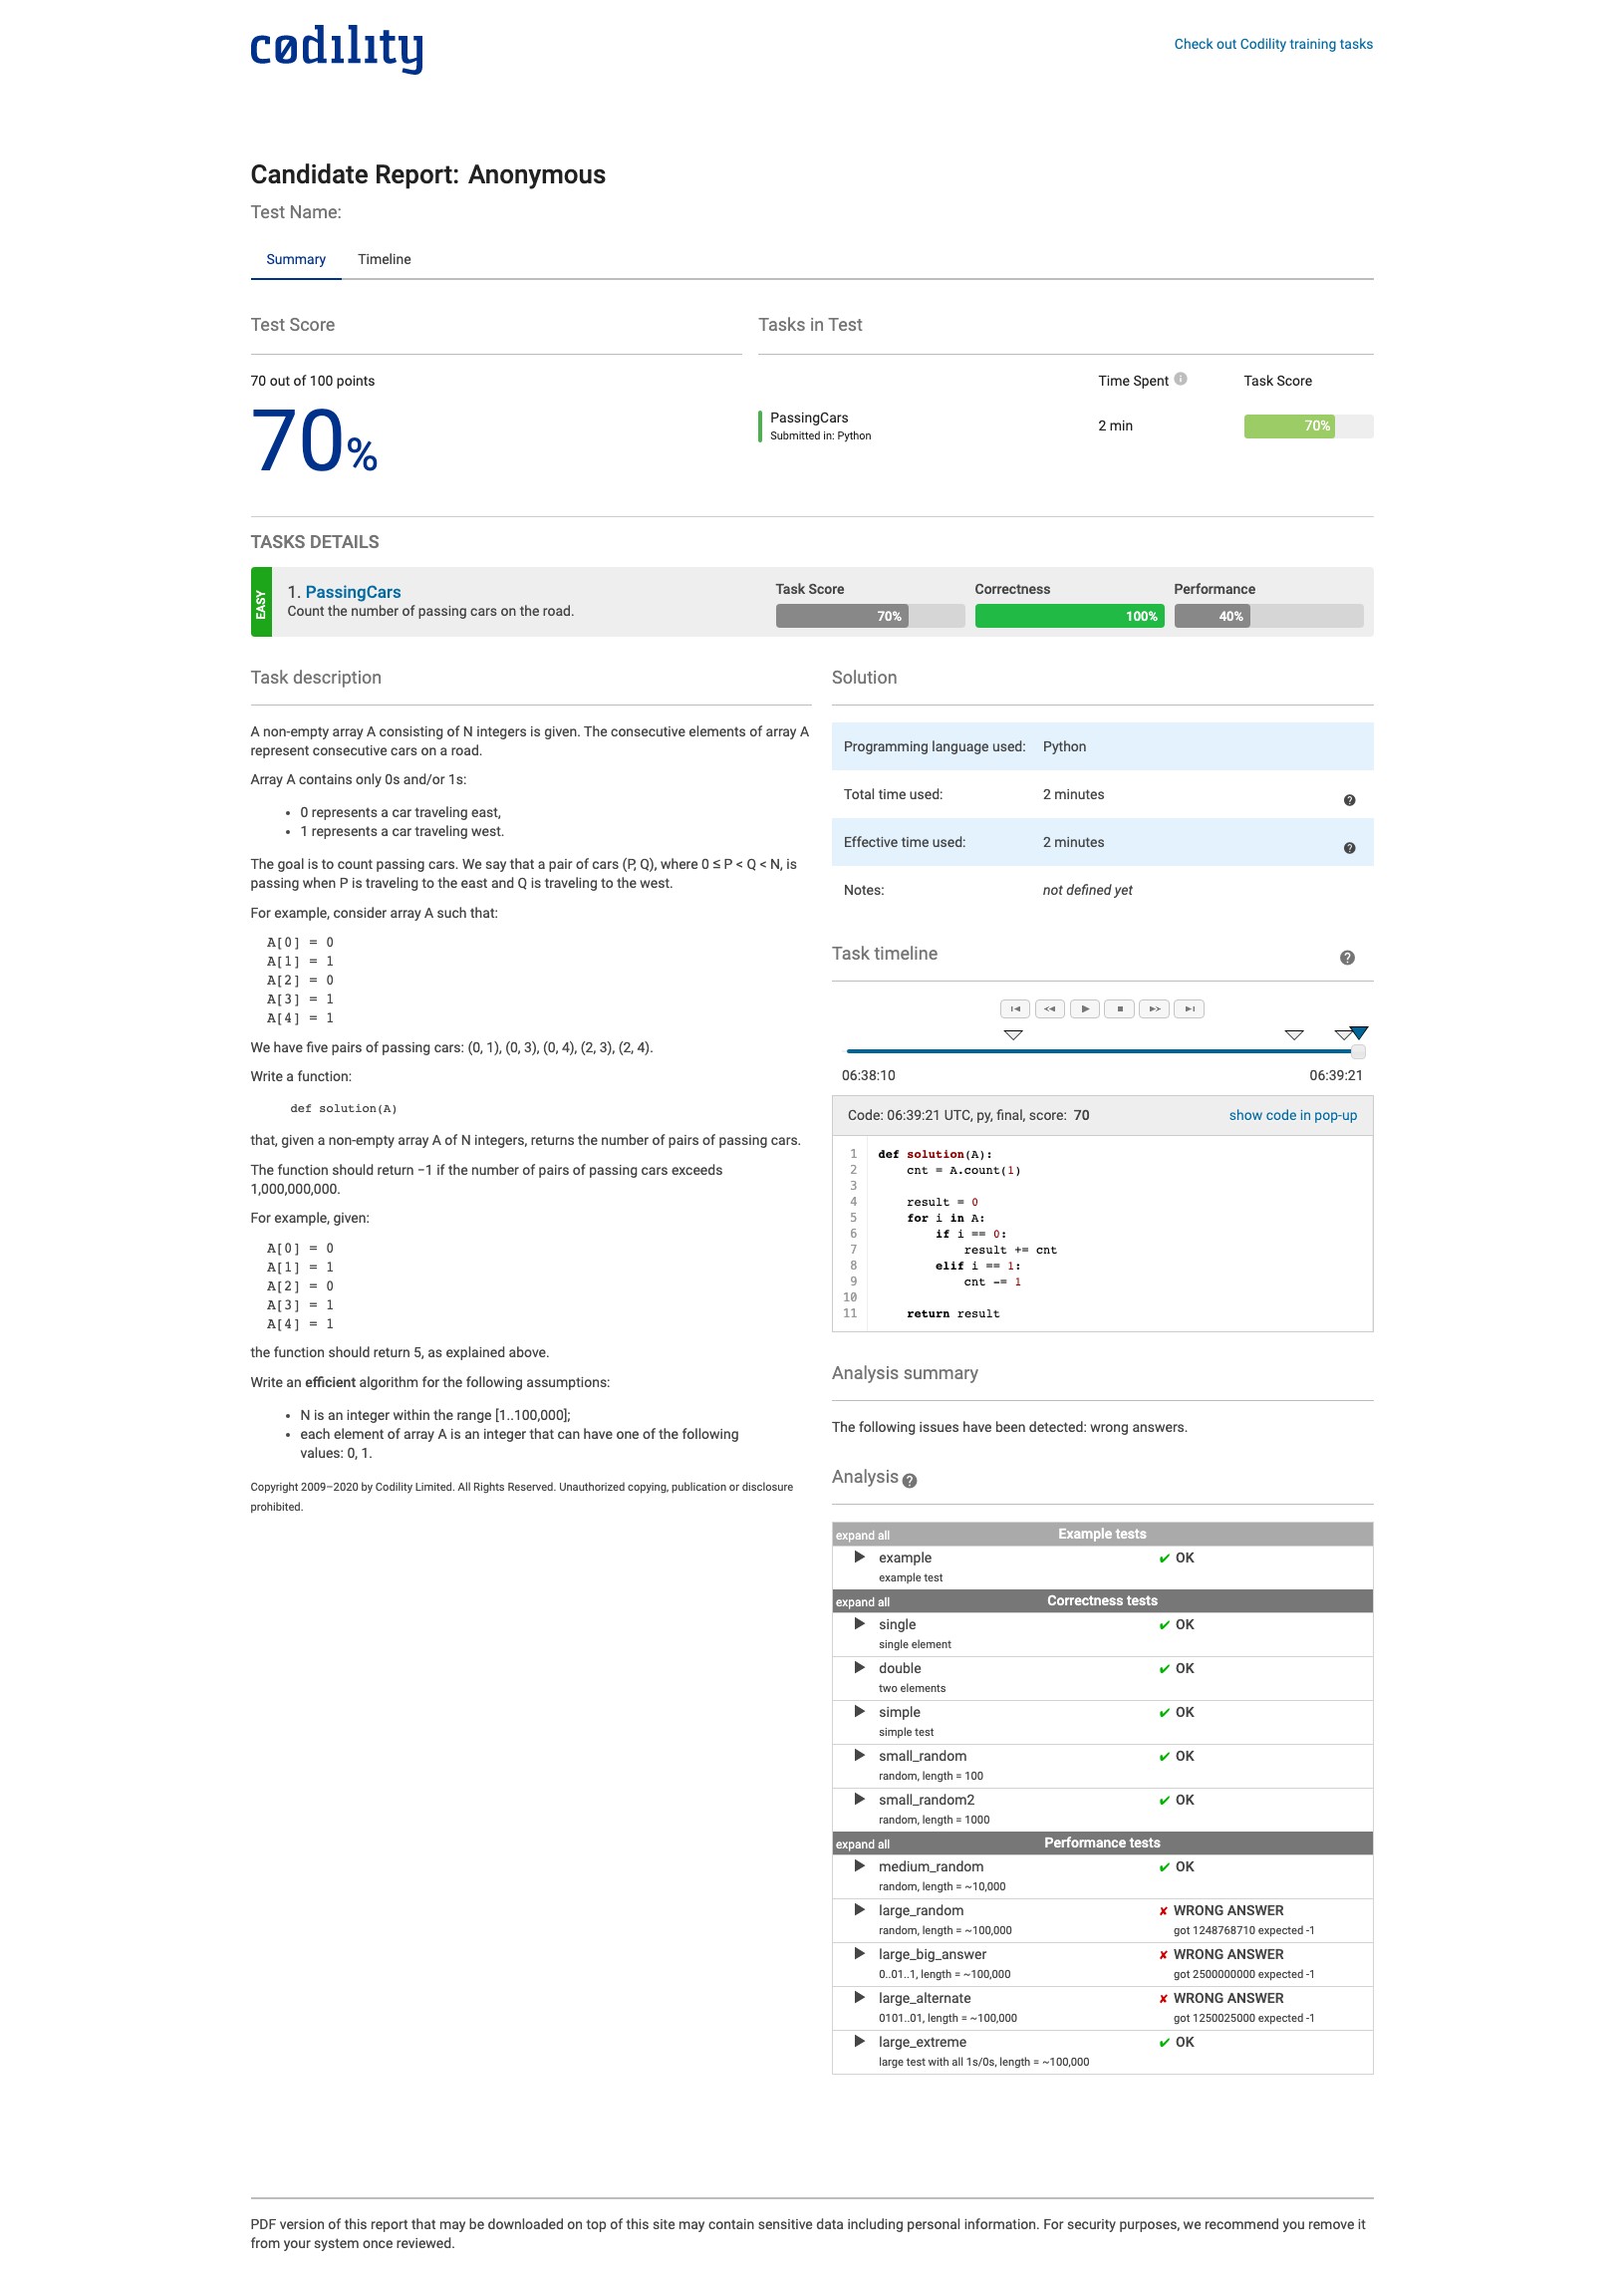 codility
Check out Codility training tasks
Candidate Report: Anonymous
Test Name:
Summary Timeline
Test Score
Tasks in Test
70 out of 100 points
70%
Time Spent Task Score
PassingCars
Submitted in: Python
2 min
70%
TASKS DETAILS
EASY
1. PassingCars
Count the number of passing cars on the road.
Task Score
70%
Correctness
100%
Performance
40%
Task description
A non-empty array A consisting of N integers is given. The consecutive elements of array A
represent consecutive cars on a road.
Array A contains only 0s and/or 1s:
• 0 represents a car traveling east,
• 1 represents a car traveling west.
The goal is to count passing cars. We say that a pair of cars (P, Q), where 0 ≤ P < Q < N, is
passing when P is traveling to the east and Q is traveling to the west.
For example, consider array A such that:
A[0] = 0
A[1] = 1
A[2] = 0
A[3] = 1
A[4] = 1
We have five pairs of passing cars: (0, 1), (0, 3), (0, 4), (2, 3), (2, 4).
Write a function:
def solution(A)
that, given a non-empty array A of N integers, returns the number of pairs of passing cars.
The function should return −1 if the number of pairs of passing cars exceeds
1,000,000,000.
For example, given:
A[0] = 0
A[1] = 1
A[2] = 0
A[3] = 1
A[4] = 1
the function should return 5, as explained above.
Write an efficient algorithm for the following assumptions:
• N is an integer within the range [1..100,000];
• each element of array A is an integer that can have one of the following
values: 0, 1.
Copyright 2009–2020 by Codility Limited. All Rights Reserved. Unauthorized copying, publication or disclosure
prohibited.
Solution
Programming language used: Python
Total time used: 2 minutes
Effective time used: 2 minutes
Notes: not defined yet
Task timeline
06:38:10 06:39:21
Code: 06:39:21 UTC, py, final, score: 70 show code in pop-up
1 def solution(A):
2 cnt = A.count(1)
3
4 result = 0
5 for i in A:
6 if i == 0:
7 result += cnt
8 elif i == 1:
9 cnt -= 1
10
11 return result
Analysis summary
The following issues have been detected: wrong answers.
Analysis
expand all Example tests
example ✔ OK
example test
expand all Correctness tests
single ✔ OK
single element
double ✔ OK
two elements
simple ✔ OK
simple test
small_random ✔ OK
random, length = 100
small_random2 ✔ OK
random, length = 1000
expand all Performance tests
medium_random ✔ OK
random, length = ~10,000
large_random ✘ WRONG ANSWER
random, length = ~100,000 got 1248768710 expected -1
large_big_answer ✘ WRONG ANSWER
0..01..1, length = ~100,000 got 2500000000 expected -1
large_alternate ✘ WRONG ANSWER
0101..01, length = ~100,000 got 1250025000 expected -1
large_extreme ✔ OK
large test with all 1s/0s, length = ~100,000
PDF version of this report that may be downloaded on top of this site may contain sensitive data including personal information. For security purposes, we recommend you remove it
from your system once reviewed.